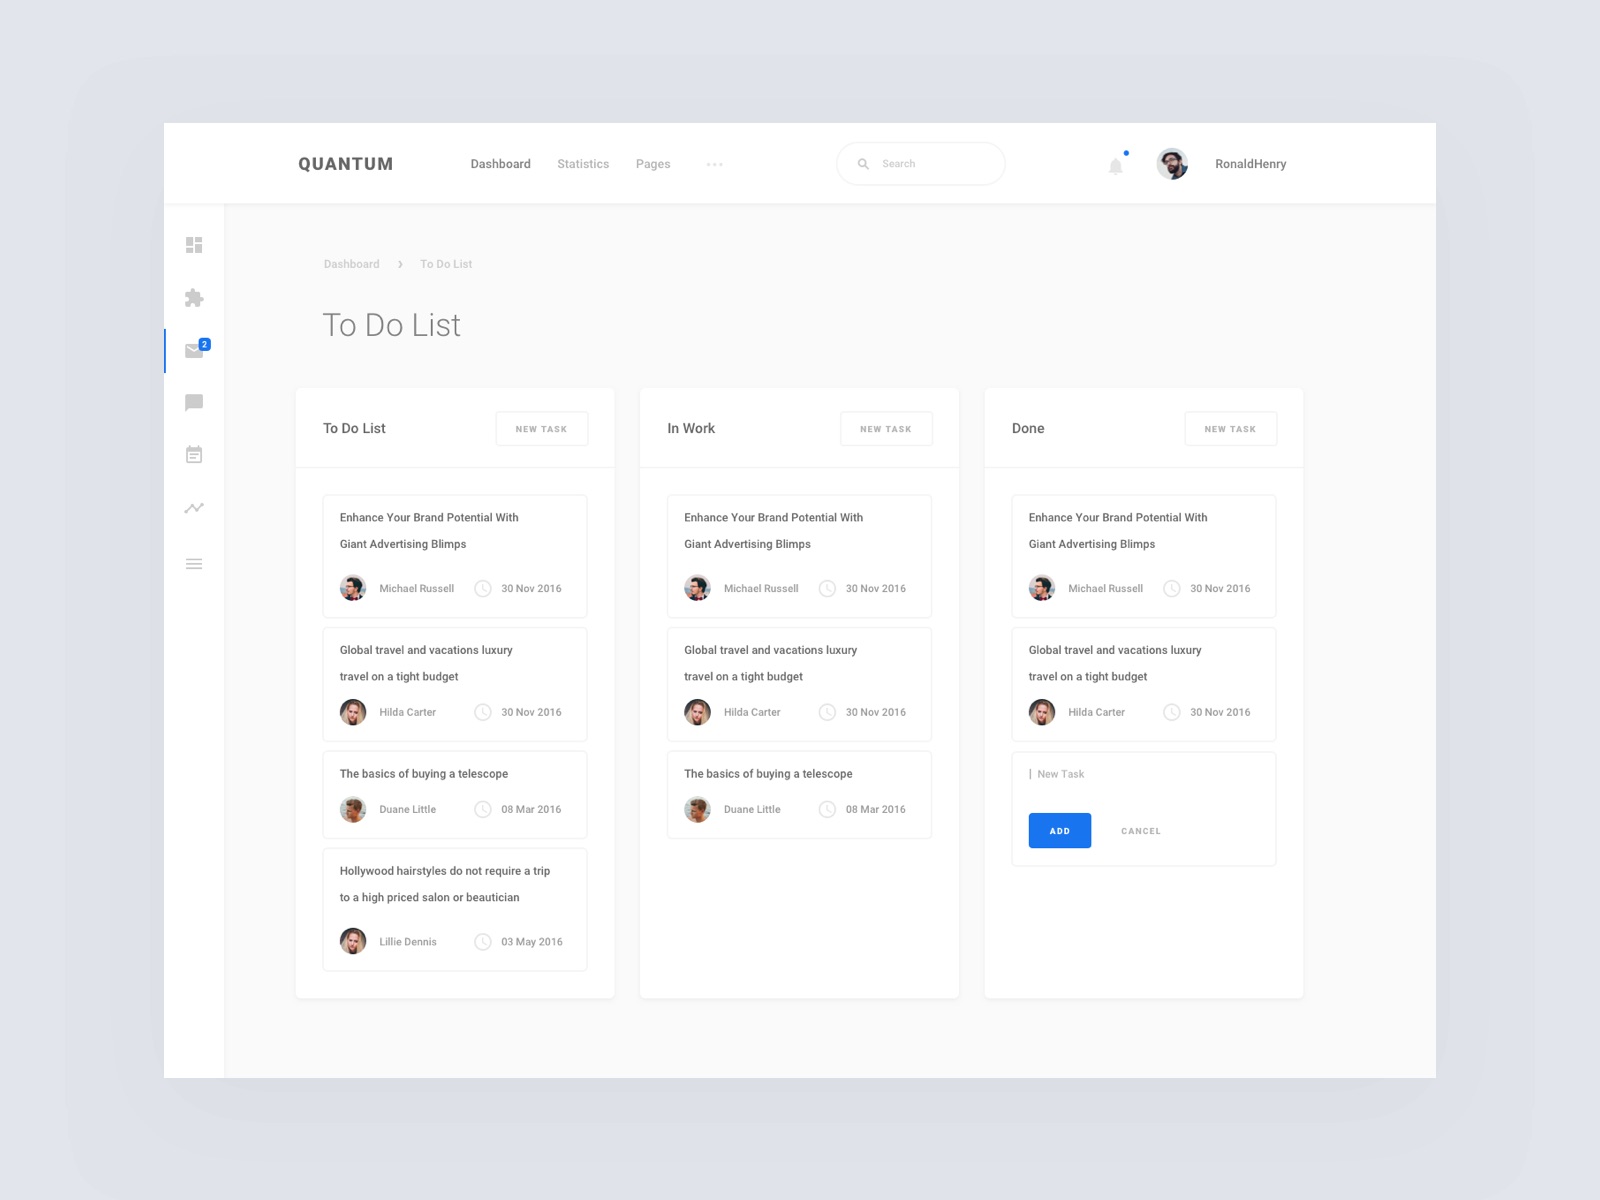 QUANTUM
Dashboard Statistics Pages
Search
RonaldHenry
2
Dashboard › To Do List
To Do List
To Do List
NEW TASK
Enhance Your Brand Potential With
Giant Advertising Blimps
Michael Russell 30 Nov 2016
Global travel and vacations luxury
travel on a tight budget
Hilda Carter 30 Nov 2016
The basics of buying a telescope
Duane Little 08 Mar 2016
Hollywood hairstyles do not require a trip
to a high priced salon or beautician
Lillie Dennis 03 May 2016
In Work
NEW TASK
Enhance Your Brand Potential With
Giant Advertising Blimps
Michael Russell 30 Nov 2016
Global travel and vacations luxury
travel on a tight budget
Hilda Carter 30 Nov 2016
The basics of buying a telescope
Duane Little 08 Mar 2016
Done
NEW TASK
Enhance Your Brand Potential With
Giant Advertising Blimps
Michael Russell 30 Nov 2016
Global travel and vacations luxury
travel on a tight budget
Hilda Carter 30 Nov 2016
New Task
ADD CANCEL